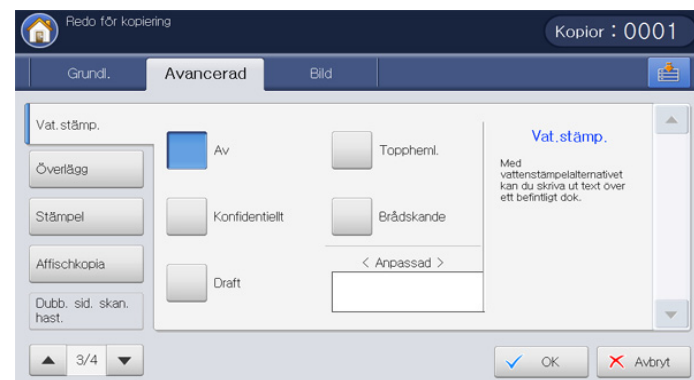 Redo för kopiering
Kopior : 0001
Grundl.
Avancerad
Bild
Vat.stämp.
Överlägg
Stämpel
Affischkopia
Dubb. sid. skan.
hast.
3/4
Av
Toppheml.
Konfidentiellt
Brådskande
Draft
< Anpassad >
Vat.stämp.
Med
vattenstämpelalternativet
kan du skriva ut text över
ett befintligt dok.
OK
Avbryt